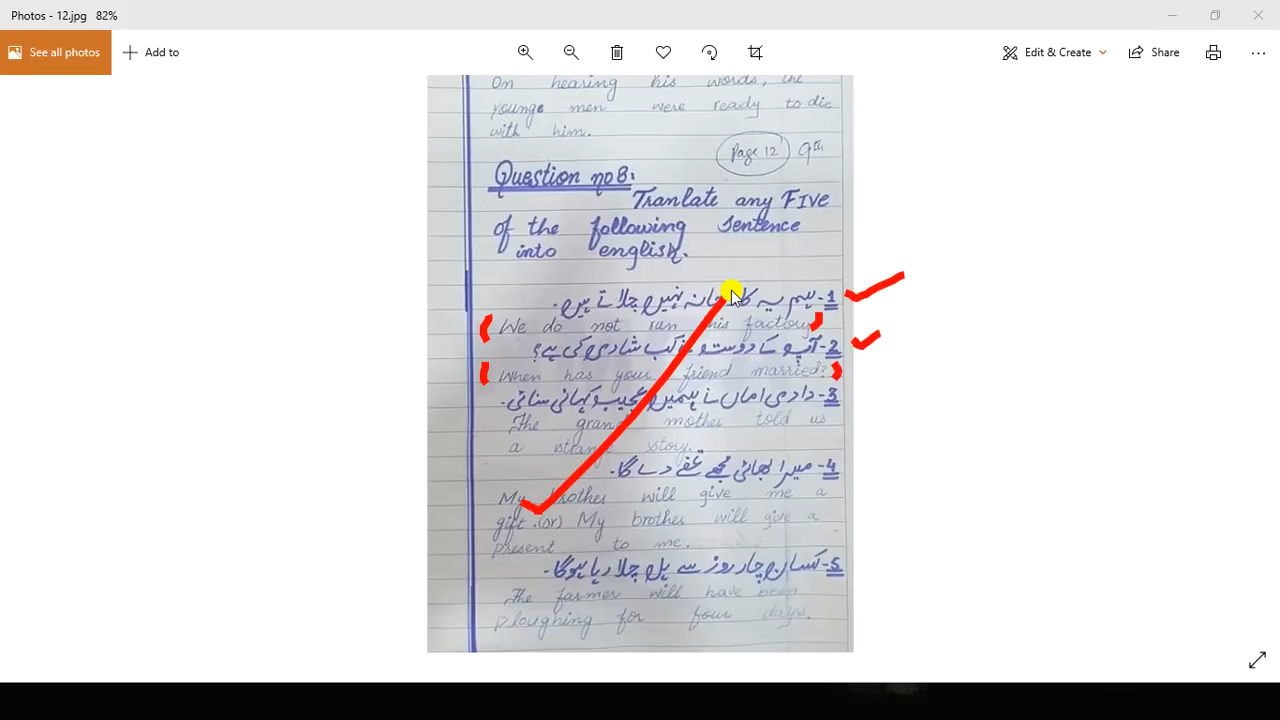 Photos - 12.jpg 82%
See all photos
Add to
Edit & Create
Share
On hearing his words, the
younge men were ready to die
with him.
Page 12 9th
Question no 8:
Tranlate any FIVE
of the following Sentence
into english.
1- ہم یہ کارخانہ نہیں چلاتے ہیں۔
We do not run this factory
2- آپ کے دوست نے کب شادی کی ہے؟
When has your friend married?
3- دادی اماں نے ہمیں عجیب کہانی سنائی۔
The grand mother told us
a strange story.
4- میرا بھائی مجھے تحفے دے گا۔
My brother will give me a
gift. (or) My brother will give a
present to me.
5- کسان چار روز سے ہل چلا رہا ہوگا۔
The farmer will have been
ploughing for four days.